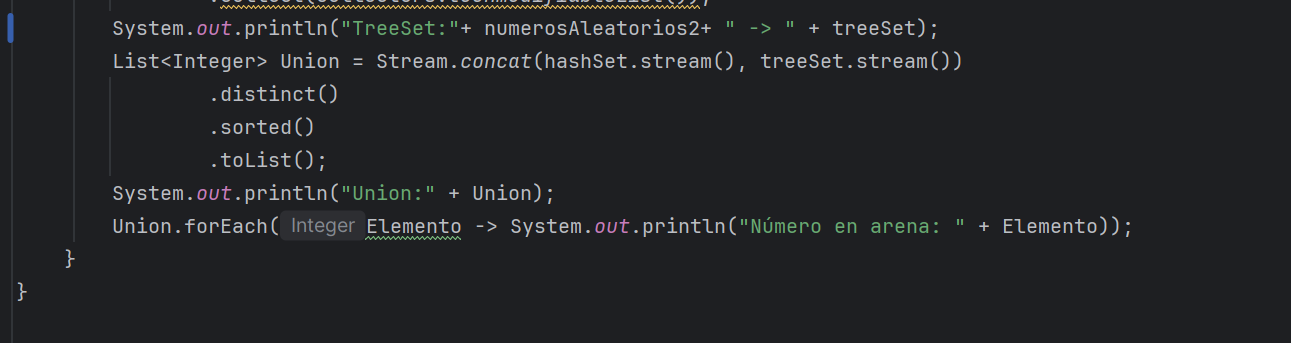 System.out.println("TreeSet:"+ numerosAleatorios2+ " -> " + treeSet);
List<Integer> Union = Stream.concat(hashSet.stream(), treeSet.stream())
.distinct()
.sorted()
.toList();
System.out.println("Union:" + Union);
Union.forEach( Integer Elemento -> System.out.println("Número en arena: " + Elemento));
}
}